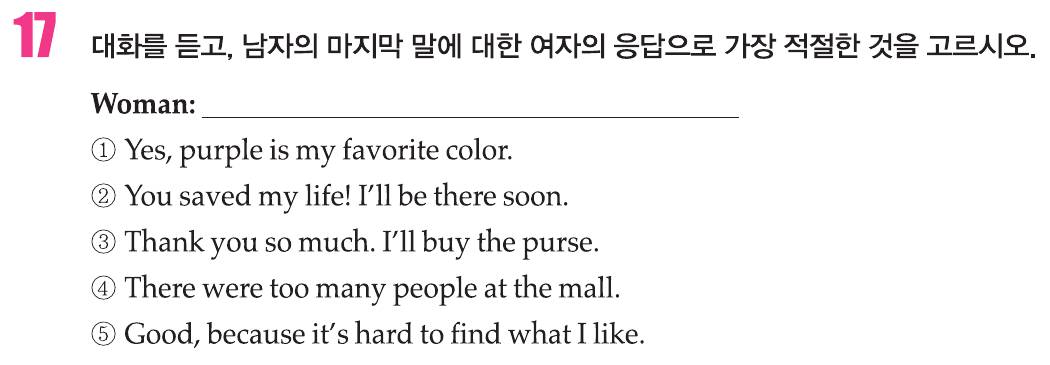 17 대화를 듣고, 남자의 마지막 말에 대한 여자의 응답으로 가장 적절한 것을 고르시오.
Woman:
① Yes, purple is my favorite color.
② You saved my life! I’ll be there soon.
③ Thank you so much. I’ll buy the purse.
④ There were too many people at the mall.
⑤ Good, because it’s hard to find what I like.